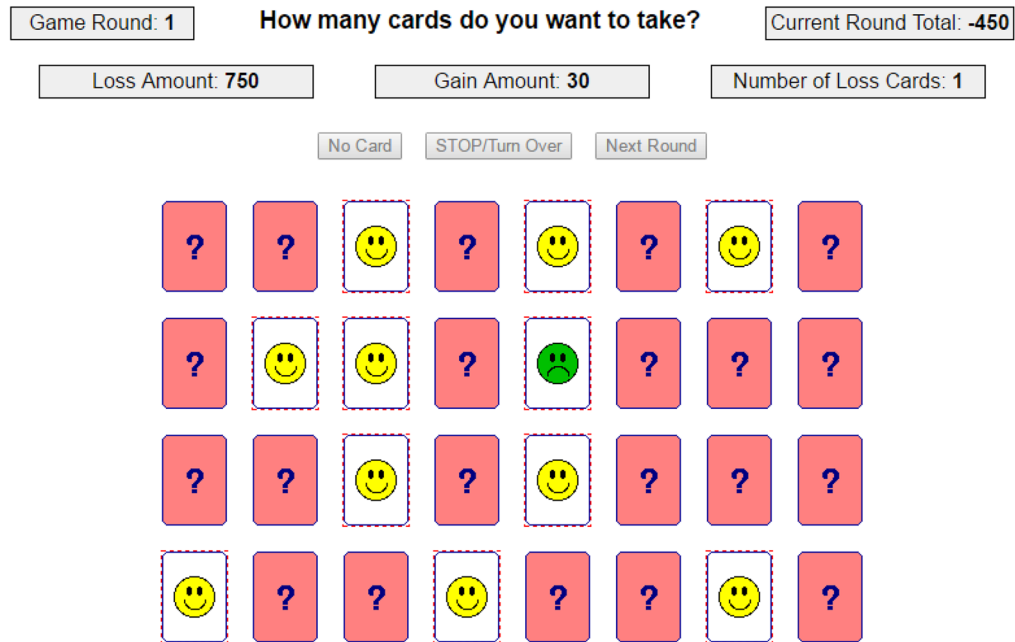 Game Round: 1
How many cards do you want to take?
Current Round Total: -450
Loss Amount: 750
Gain Amount: 30
Number of Loss Cards: 1
No Card
STOP/Turn Over
Next Round
? ? ? ? ?
? ? ? ? ?
? ? ? ? ?
? ? ? ? ?